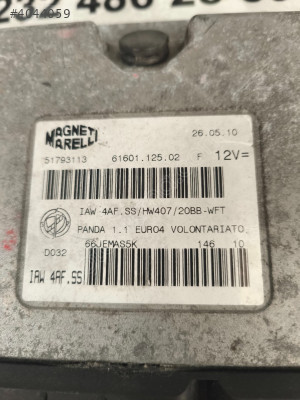 #4044959
MAGNETI
MARELLI
26.05.10
51793113
61601.125.02 F 12V=
IAW 4AF.SS/HW407/20BB-WFT
PANDA 1.1 EURO4 VOLONTARIATO
D032
66JEMAS5K 146 10
IAW 4AF.SS